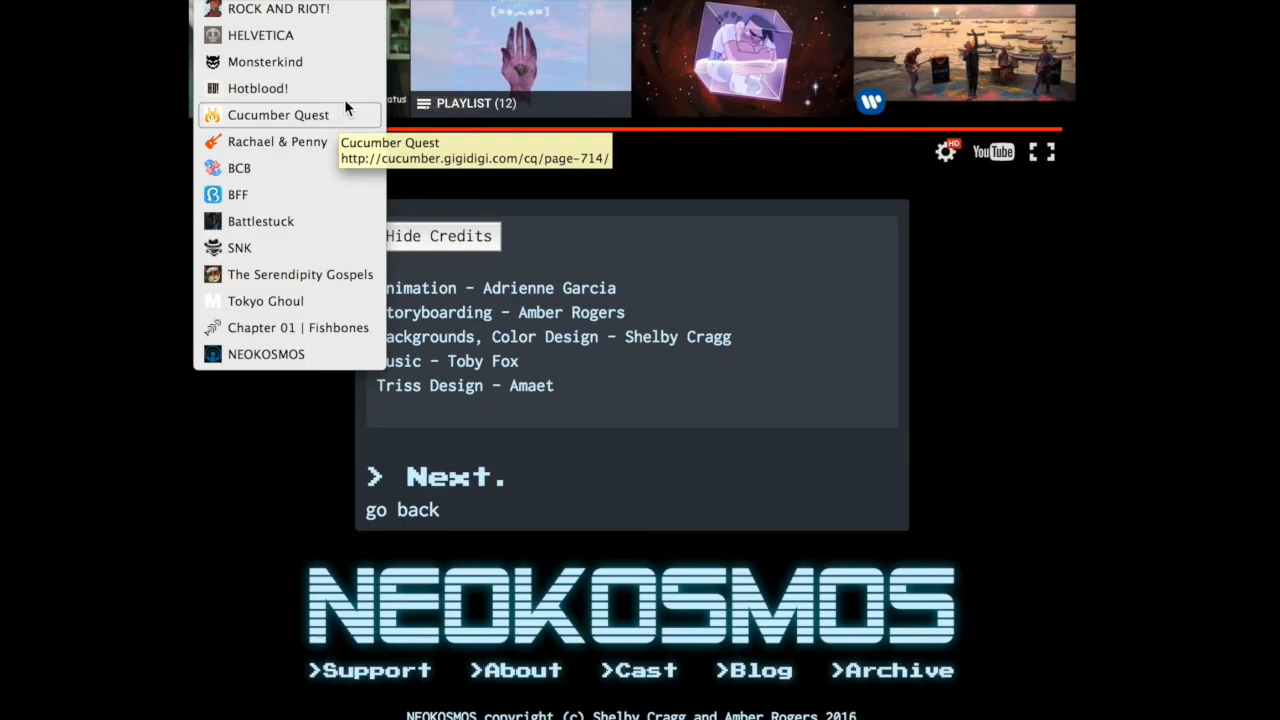 ROCK AND RIOT!
HELVETICA
Monsterkind
Hotblood!
Cucumber Quest
Rachael & Penny
BCB
BFF
Battlestuck
SNK
The Serendipity Gospels
Tokyo Ghoul
Chapter 01 | Fishbones
NEOKOSMOS
Cucumber Quest
http://cucumber.gigidigi.com/cq/page-714/
atus
PLAYLIST (12)
HD
YouTube
Hide Credits
nimation - Adrienne Garcia
toryboarding - Amber Rogers
ackgrounds, Color Design - Shelby Cragg
usic - Toby Fox
Triss Design - Amaet
> Next.
go back
NEOKOSMOS
>Support >About >Cast >Blog >Archive
NEOKOSMOS copyright (c) Shelby Cragg and Amber Rogers 2016